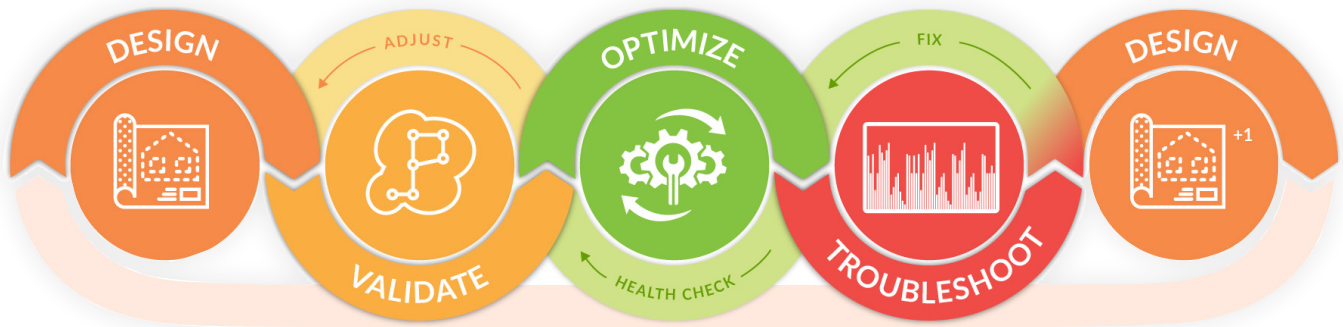 DESIGN
ADJUST
VALIDATE
OPTIMIZE
HEALTH CHECK
FIX
TROUBLESHOOT
DESIGN
+1